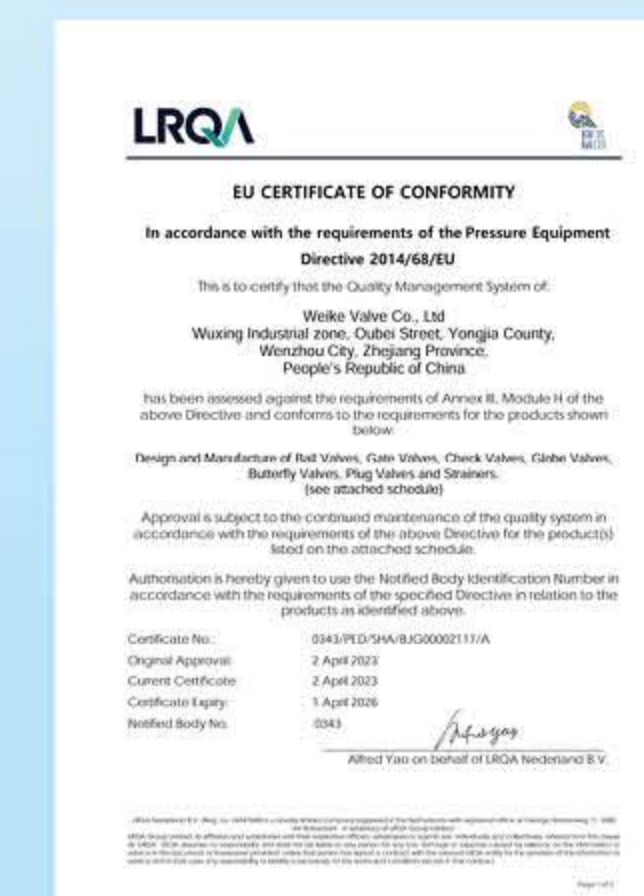 LRQA
EU CERTIFICATE OF CONFORMITY
In accordance with the requirements of the Pressure Equipment
Directive 2014/68/EU
This is to certify that the Quality Management System of:
Weike Valve Co., Ltd
Wuxing Industrial zone, Oubei Street, Yongjia County,
Wenzhou City, Zhejiang Province,
People's Republic of China
has been assessed against the requirements of Annex III, Module H of the
above Directive and conforms to the requirements for the products shown
below:
Design and Manufacture of Ball Valves, Gate Valves, Check Valves, Globe Valves,
Butterfly Valves, Plug Valves and Strainers.
(see attached schedule)
Approval is subject to the continued maintenance of the quality system in
accordance with the requirements of the above Directive for the product(s)
listed on the attached schedule.
Authorisation is hereby given to use the Notified Body Identification Number in
accordance with the requirements of the specified Directive in relation to the
products as identified above.
Certificate No.: 0343/PED/SHA/BJG00002117/A
Original Approval: 2 April 2023
Current Certificate: 2 April 2023
Certificate Expiry: 1 April 2026
Notified Body No. 0343
Alfred Yao on behalf of LRQA Nederland B.V.